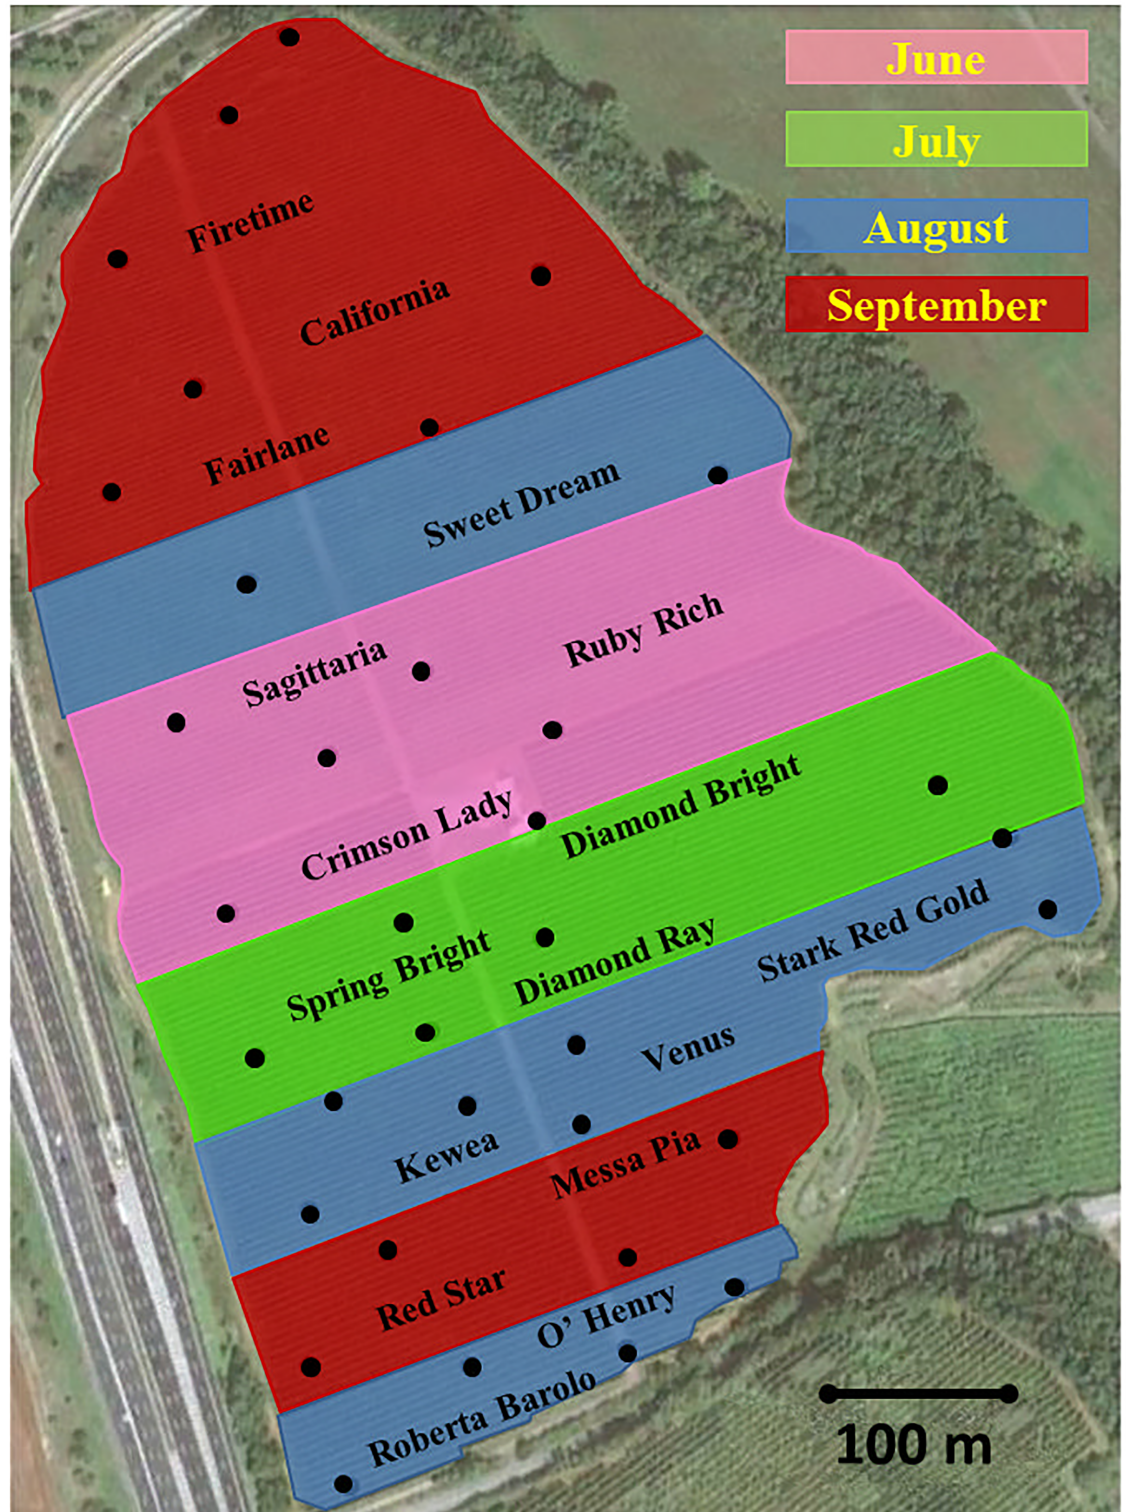 June
July
August
September
Firetime
California
Fairlane
Sweet Dream
Sagittaria
Ruby Rich
Crimson Lady
Diamond Bright
Spring Bright
Diamond Ray
Stark Red Gold
Venus
Kewea
Messa Pia
Red Star
O’ Henry
Roberta Barolo
100 m